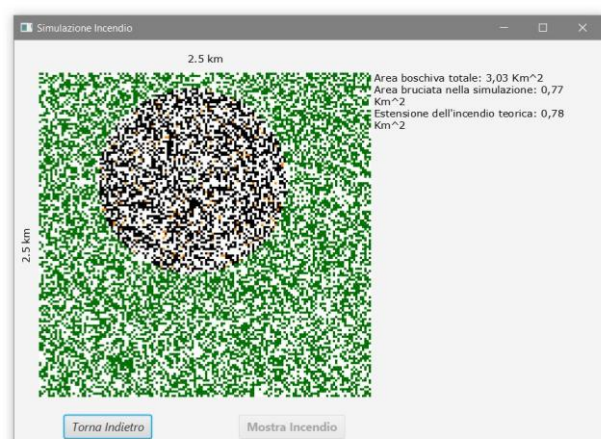 Simulazione Incendio
2.5 km
Area boschiva totale: 3,03 Km^2
Area bruciata nella simulazione: 0,77
Km^2
Estensione dell'incendio teorica: 0,78
Km^2
2.5 km
Torna Indietro
Mostra Incendio